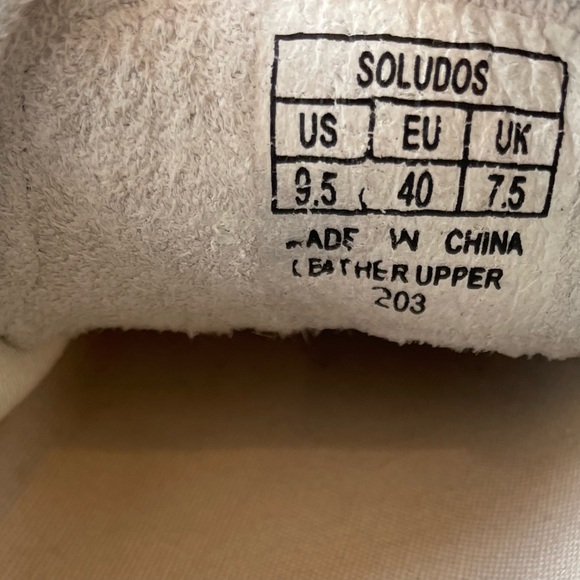 SOLUDOS
US EU UK
9.5 40 7.5
MADE IN CHINA
LEATHER UPPER
203